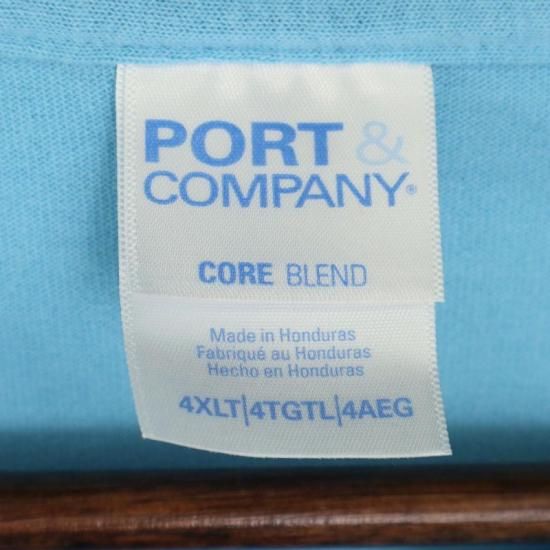 PORT &
COMPANY®
CORE BLEND
Made in Honduras
Fabriqué au Honduras
Hecho en Honduras
4XLT|4TGTL|4AEG